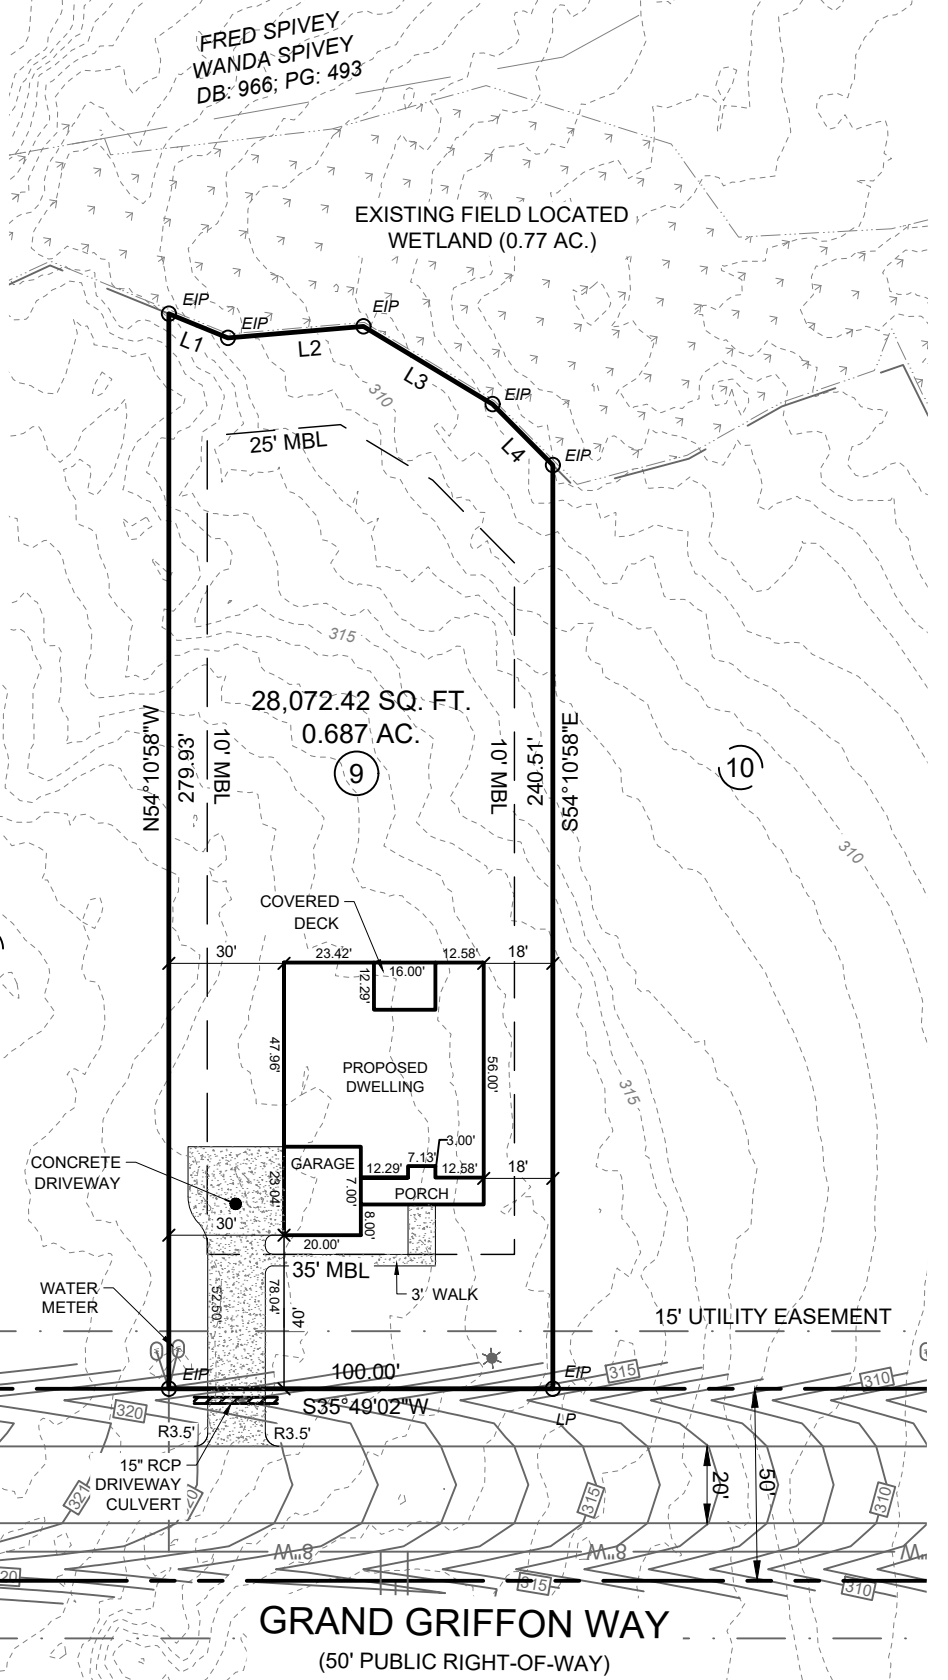 FRED SPIVEY
WANDA SPIVEY
DB: 966; PG: 493
EXISTING FIELD LOCATED
WETLAND (0.77 AC.)
EIP
EIP
EIP
L1
L2
L3
310
EIP
L4
EIP
25' MBL
315
28,072.42 SQ. FT.
0.687 AC.
9
N54°10'58"W
279.93'
10' MBL
10' MBL
240.51'
S54°10'58"E
10
310
COVERED
DECK
30'
23.42'
12.58'
18'
16.00'
12.29'
47.96'
PROPOSED
DWELLING
56.00'
315
3.00'
7.13'
CONCRETE
DRIVEWAY
GARAGE
12.29'
12.58'
18'
23.04'
7.00'
PORCH
30'
8.00'
20.00'
35' MBL
WATER
METER
52.50'
78.04'
40'
3' WALK
15' UTILITY EASEMENT
EIP
100.00'
EIP
315
310
320
S35°49'02"W
LP
R3.5'
R3.5'
15" RCP
DRIVEWAY
CULVERT
321
315
20'
50'
310
8"W
8"W
315
310
GRAND GRIFFON WAY
(50' PUBLIC RIGHT-OF-WAY)